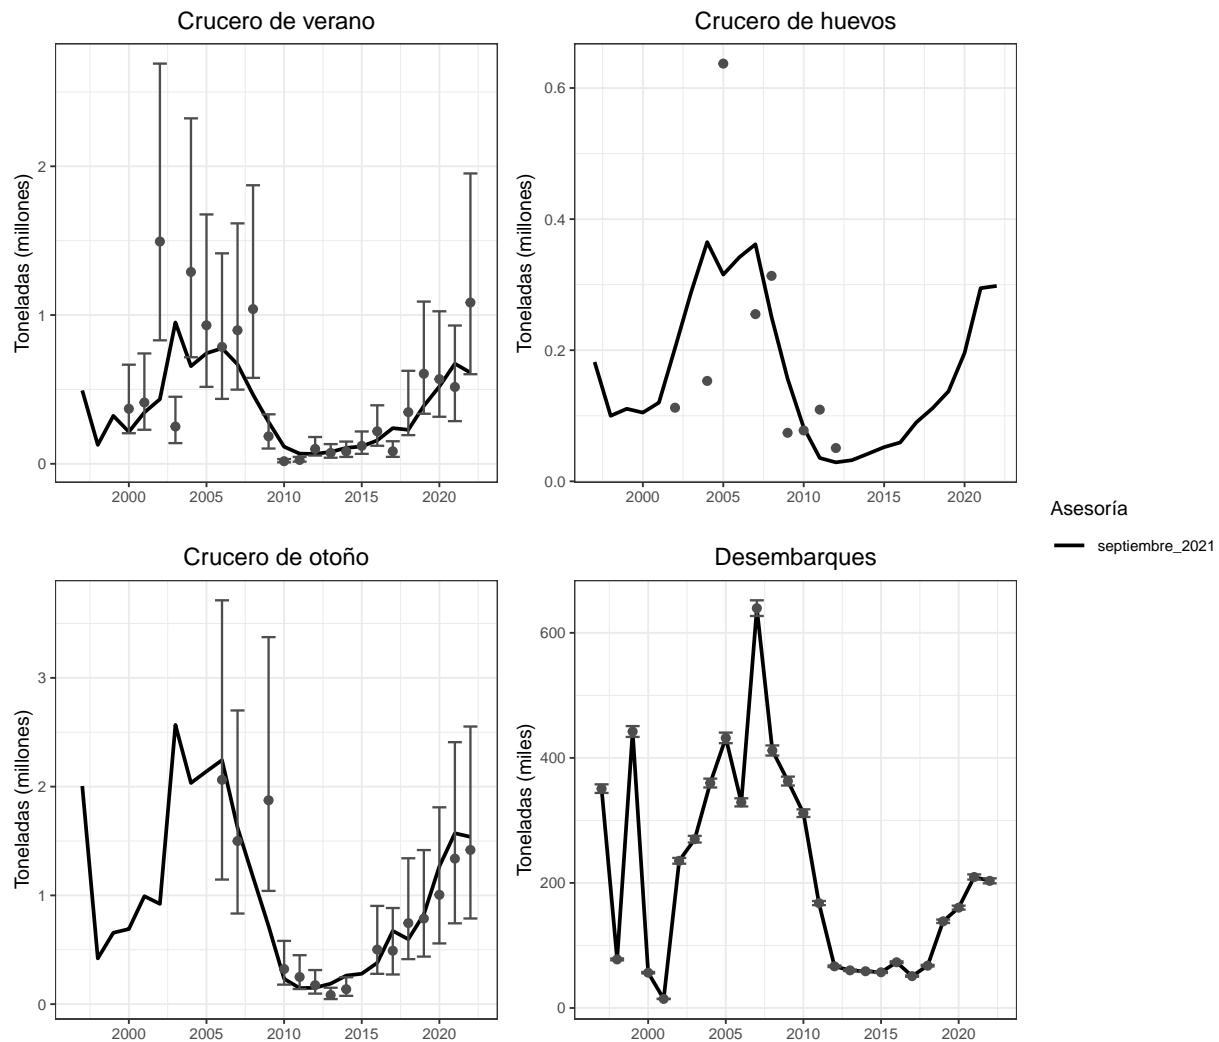 Crucero de verano
Toneladas (millones)
2
1
0
2000 2005 2010 2015 2020
Crucero de huevos
Toneladas (millones)
0.6
0.4
0.2
0.0
2000 2005 2010 2015 2020
Crucero de otoño
Toneladas (millones)
3
2
1
0
2000 2005 2010 2015 2020
Desembarques
Toneladas (miles)
600
400
200
0
2000 2005 2010 2015 2020
Asesoría
septiembre_2021